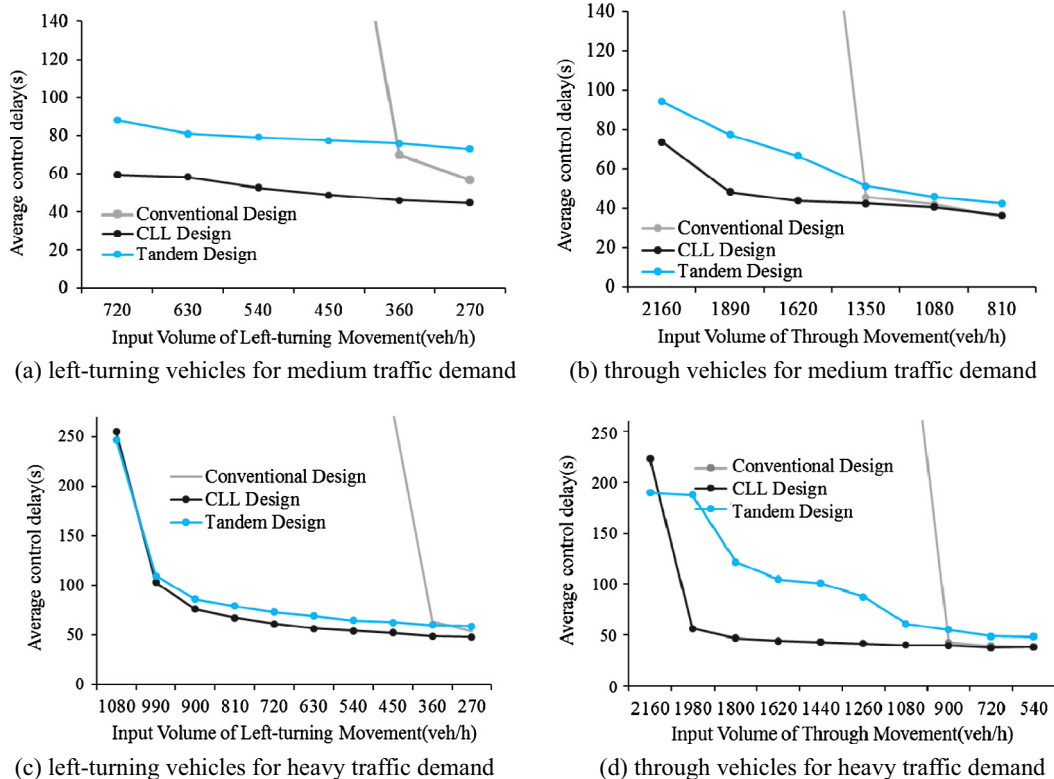 140
120
100
80
60
40
20
0
Average control delay(s)
Conventional Design
CLL Design
Tandem Design
720 630 540 450 360 270
Input Volume of Left-turning Movement(veh/h)
(a) left-turning vehicles for medium traffic demand
140
120
100
80
60
40
20
0
Average control delay(s)
Conventional Design
CLL Design
Tandem Design
2160 1890 1620 1350 1080 810
Input Volume of Through Movement(veh/h)
(b) through vehicles for medium traffic demand
250
200
150
100
50
0
Average control delay(s)
Conventional Design
CLL Design
Tandem Design
1080 990 900 810 720 630 540 450 360 270
Input Volume of Left-turning Movement(veh/h)
(c) left-turning vehicles for heavy traffic demand
250
200
150
100
50
0
Average control delay(s)
Conventional Design
CLL Design
Tandem Design
2160 1980 1800 1620 1440 1260 1080 900 720 540
Input Volume of Through Movement(veh/h)
(d) through vehicles for heavy traffic demand